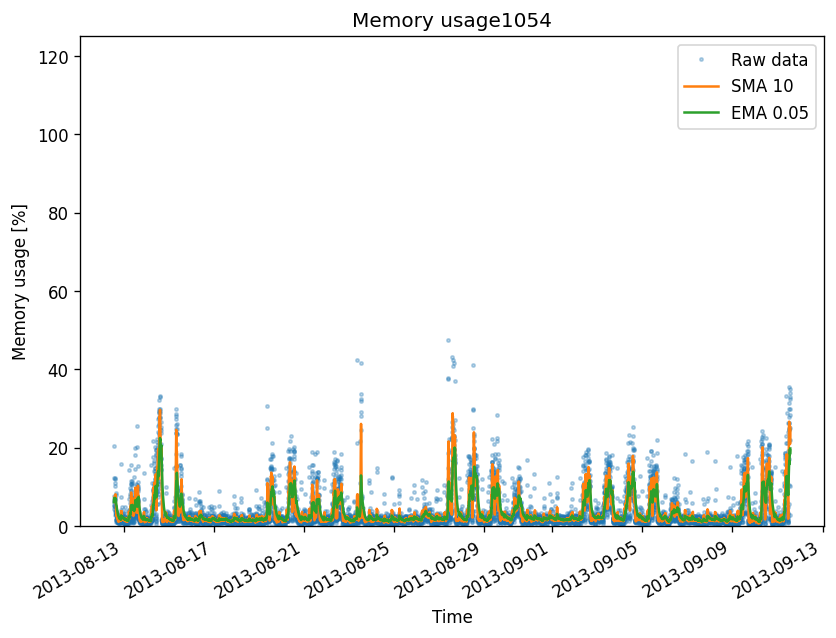 Memory usage1054
Raw data
SMA 10
EMA 0.05
Memory usage [%]
120
100
80
60
40
20
0
2013-08-13
2013-08-17
2013-08-21
2013-08-25
2013-08-29
2013-09-01
2013-09-05
2013-09-09
2013-09-13
Time